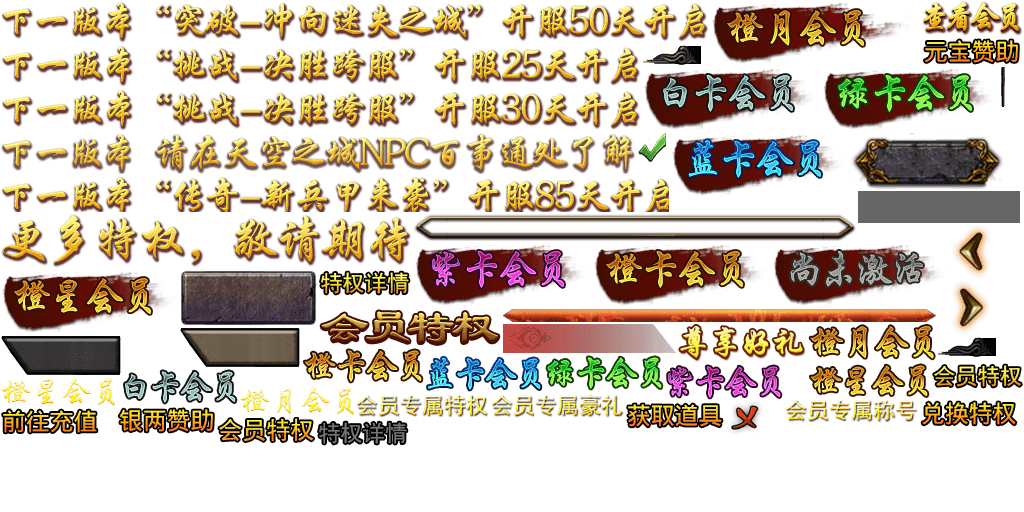 下一版本 “突破-冲向迷失之城” 开服50天开启
橙月会员
查看会员
元宝赞助
下一版本 “挑战-决胜跨服” 开服25天开启
白卡会员
绿卡会员
下一版本 “挑战-决胜跨服” 开服30天开启
下一版本 请在天空之城NPC百事通处了解
蓝卡会员
下一版本 “传奇-新兵甲来袭” 开服85天开启
更多特权，敬请期待
紫卡会员
橙卡会员
尚未激活
橙星会员
特权详情
会员特权
尊享好礼
橙月会员
橙卡会员
蓝卡会员
绿卡会员
紫卡会员
橙星会员
会员特权
橙星会员
白卡会员
橙月会员
会员专属特权
会员专属豪礼
获取道具
会员专属称号
兑换特权
前往充值
银两赞助
会员特权
特权详情